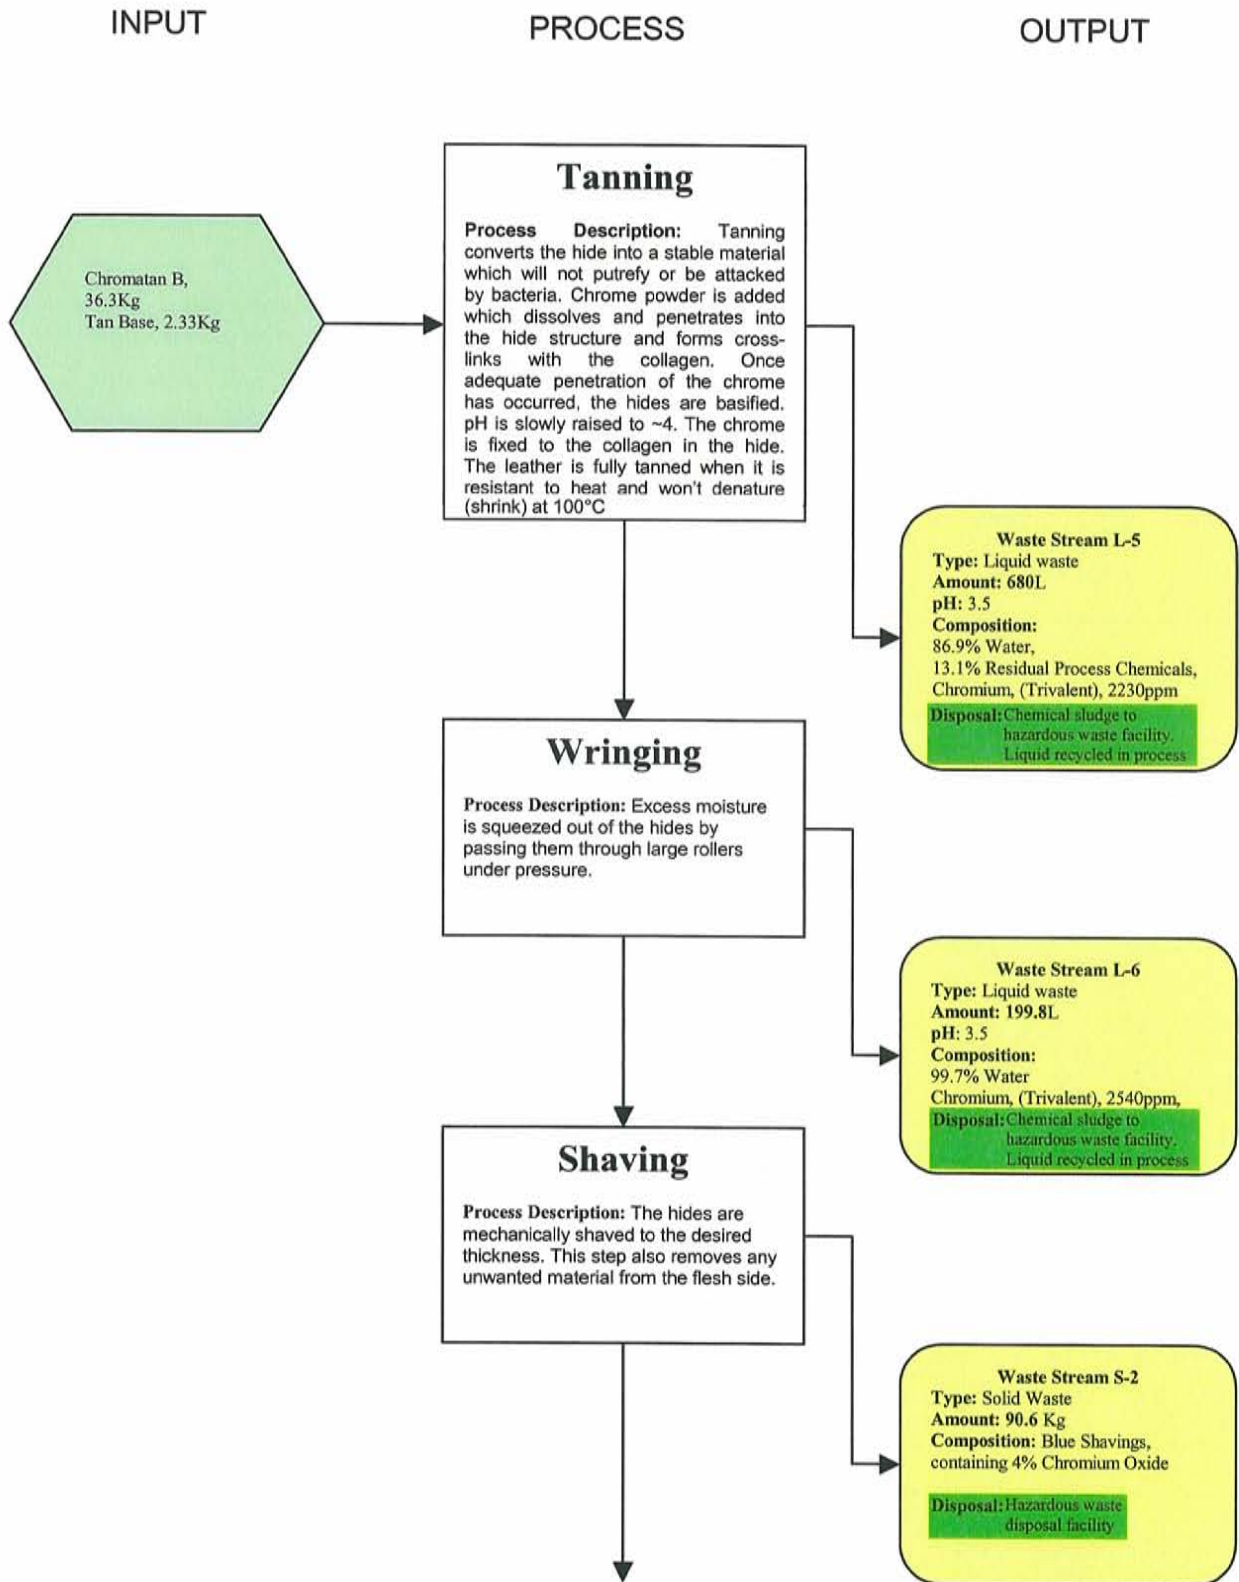 INPUT
PROCESS
OUTPUT
Tanning
Process Description: Tanning
converts the hide into a stable material
which will not putrefy or be attacked
by bacteria. Chrome powder is added
which dissolves and penetrates into
the hide structure and forms cross-
links with the collagen. Once
adequate penetration of the chrome
has occurred, the hides are basified.
pH is slowly raised to ~4. The chrome
is fixed to the collagen in the hide.
The leather is fully tanned when it is
resistant to heat and won't denature
(shrink) at 100°C
Chromatan B,
36.3Kg
Tan Base, 2.33Kg
Waste Stream L-5
Type: Liquid waste
Amount: 680L
pH: 3.5
Composition:
86.9% Water,
13.1% Residual Process Chemicals,
Chromium, (Trivalent), 2230ppm
Disposal: Chemical sludge to
hazardous waste facility.
Liquid recycled in process
Wringing
Process Description: Excess moisture
is squeezed out of the hides by
passing them through large rollers
under pressure.
Waste Stream L-6
Type: Liquid waste
Amount: 199.8L
pH: 3.5
Composition:
99.7% Water
Chromium, (Trivalent), 2540ppm,
Disposal: Chemical sludge to
hazardous waste facility.
Liquid recycled in process
Shaving
Process Description: The hides are
mechanically shaved to the desired
thickness. This step also removes any
unwanted material from the flesh side.
Waste Stream S-2
Type: Solid Waste
Amount: 90.6 Kg
Composition: Blue Shavings,
containing 4% Chromium Oxide
Disposal: Hazardous waste
disposal facility